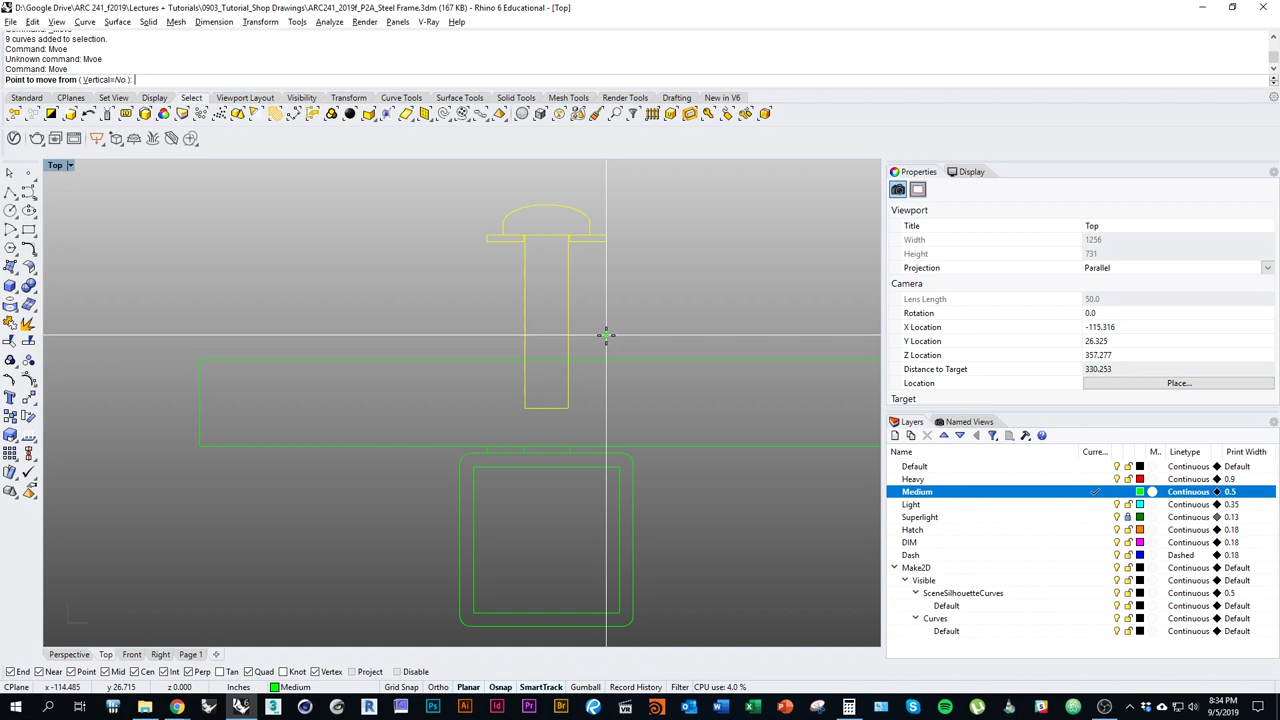 D:\Google Drive\ARC 241_f2019\Lectures + Tutorials\0903_Tutorial_Shop Drawings\ARC241_2019f_P2A_Steel Frame.3dm (167 KB) - Rhino 6 Educational - [Top]
File Edit View Curve Surface Solid Mesh Dimension Transform Tools Analyze Render Panels V-Ray Help
9 curves added to selection.
Command: Mvoe
Unknown command: Mvoe
Command: Move
Point to move from ( Vertical=No ):
Standard CPlanes Set View Display Select Viewport Layout Visibility Transform Curve Tools Surface Tools Solid Tools Mesh Tools Render Tools Drafting New in V6
Top
Properties Display
Viewport
Title Top
Width 1256
Height 731
Projection Parallel
Camera
Lens Length 50.0
Rotation 0.0
X Location -115.316
Y Location 26.325
Z Location 357.277
Distance to Target 330.253
Location Place...
Target
Layers Named Views
Name Curre... M.. Linetype Print Width
Default Continuous Default
Heavy Continuous 0.9
Medium Continuous 0.5
Light Continuous 0.35
Superlight Continuous 0.13
Hatch Continuous 0.18
DIM Continuous 0.18
Dash Dashed 0.18
Make2D Continuous Default
Visible Continuous Default
SceneSilhouetteCurves Continuous 0.5
Default Continuous Default
Curves Continuous Default
Default Continuous Default
Perspective Top Front Right Page 1
End Near Point Mid Cen Int Perp Tan Quad Knot Vertex Project Disable
CPlane x -114.485 y 26.715 z 0.000 Inches Medium Grid Snap Ortho Planar Osnap SmartTrack Gumball Record History Filter CPU use: 4.0 %
8:34 PM
9/5/2019